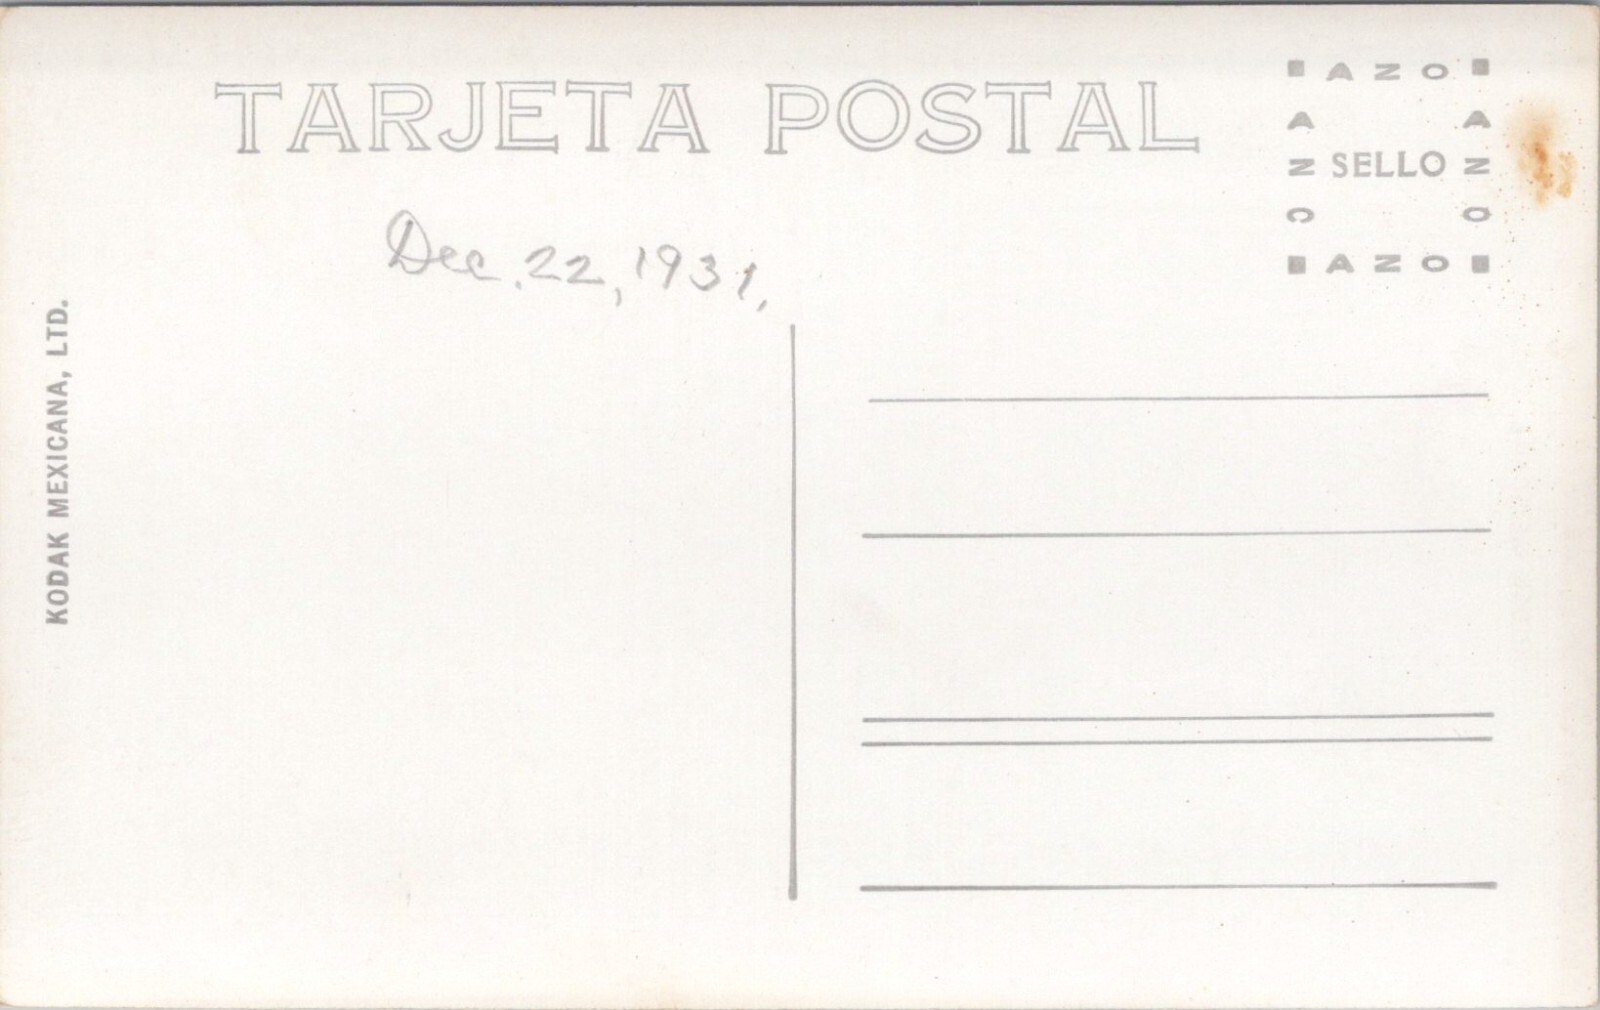 TARJETA POSTAL
AZO
A A
N SELLO N
O O
AZO
Dec. 22, 1931.
KODAK MEXICANA, LTD.